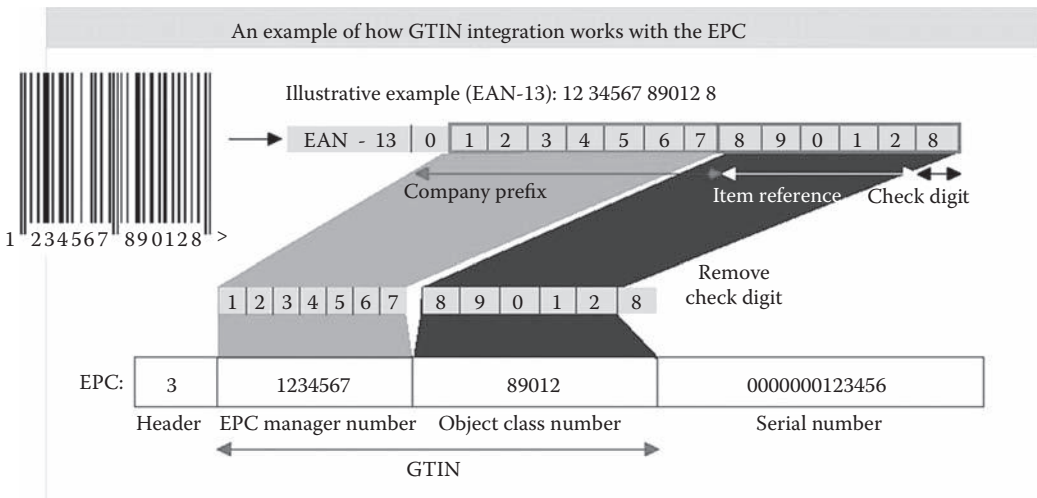 An example of how GTIN integration works with the EPC
Illustrative example (EAN-13): 12 34567 89012 8
EAN - 13 0 1 2 3 4 5 6 7 8 9 0 1 2 8
Company prefix Item reference Check digit
1 234567 890128 >
Remove
check digit
1 2 3 4 5 6 7 8 9 0 1 2 8
EPC: 3 1234567 89012 0000000123456
Header EPC manager number Object class number Serial number
GTIN